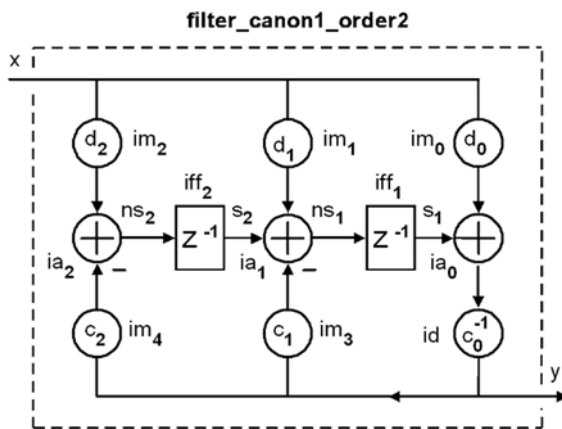 filter_canon1_order2
x
d₂ im₂ d₁ im₁ im₀ d₀
iff₂ iff₁
ns₂ s₂ ns₁ s₁
+ Z⁻¹ + Z⁻¹ +
ia₂ − ia₁ − ia₀
c₂ im₄ c₁ im₃ id c₀⁻¹
y